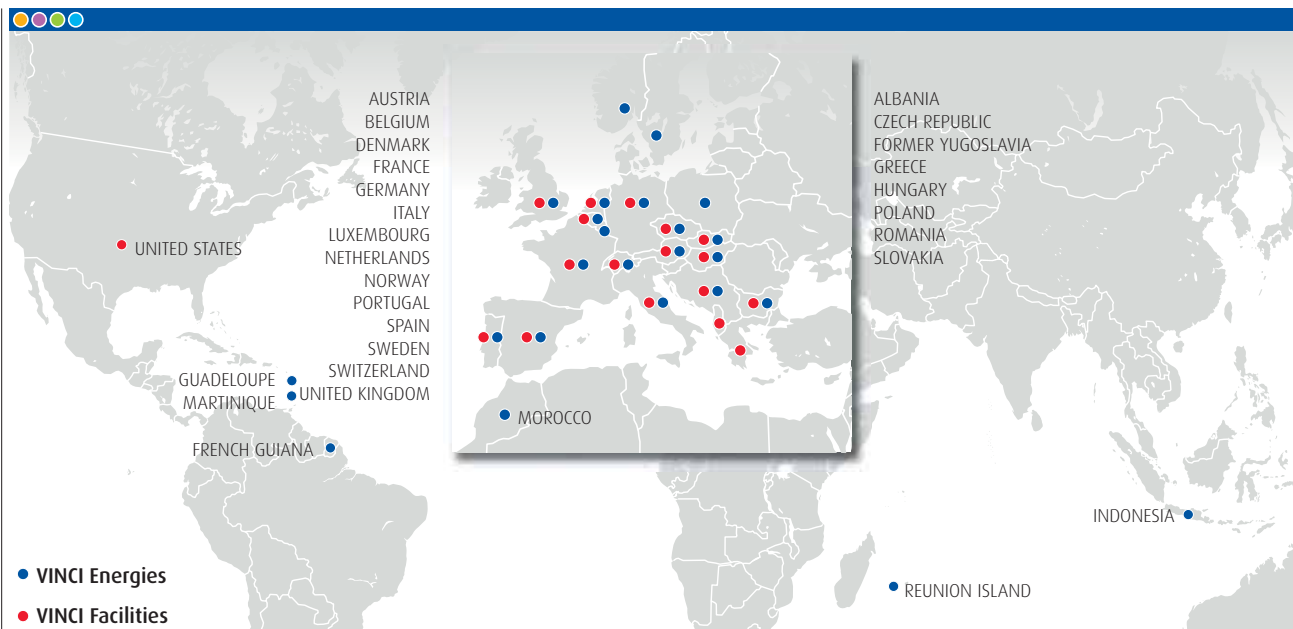 AUSTRIA
BELGIUM
DENMARK
FRANCE
GERMANY
ITALY
LUXEMBOURG
NETHERLANDS
NORWAY
PORTUGAL
SPAIN
SWEDEN
SWITZERLAND
UNITED KINGDOM
ALBANIA
CZECH REPUBLIC
FORMER YUGOSLAVIA
GREECE
HUNGARY
POLAND
ROMANIA
SLOVAKIA
UNITED STATES
GUADELOUPE
MARTINIQUE
FRENCH GUIANA
MOROCCO
INDONESIA
REUNION ISLAND
VINCI Energies
VINCI Facilities